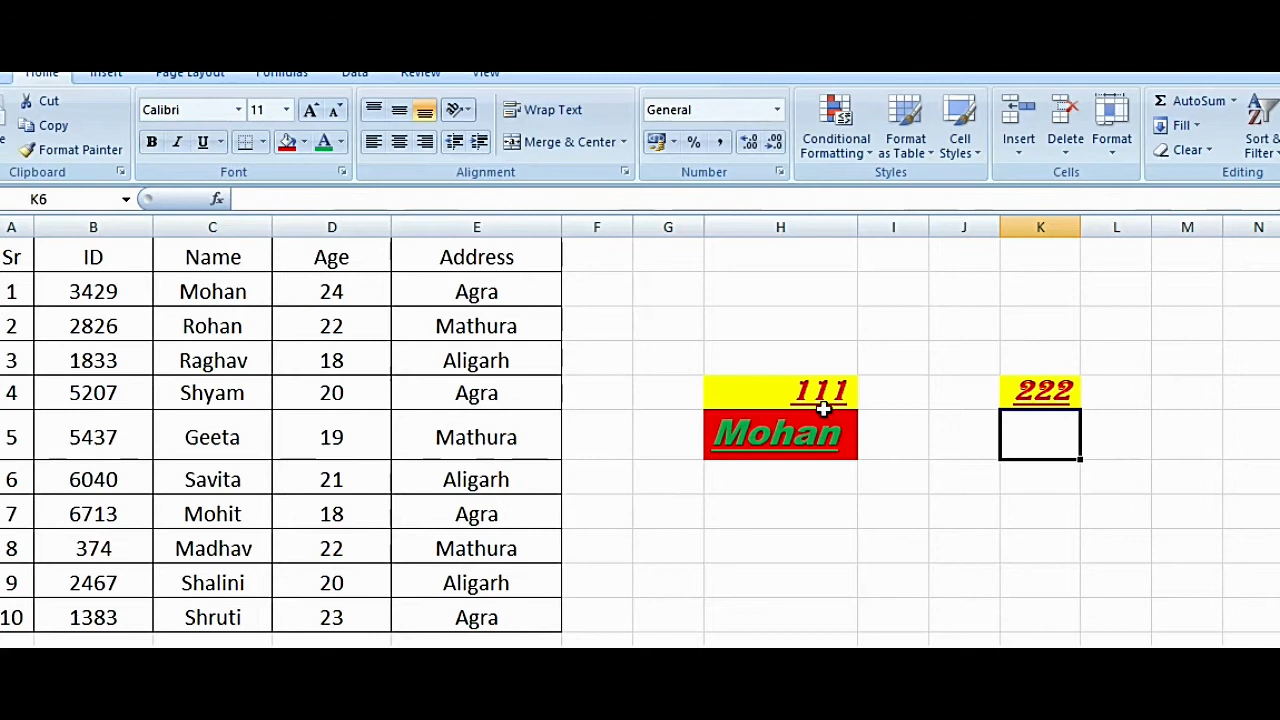 Home Insert Page Layout Formulas Data Review View
Cut Calibri 11 Wrap Text General AutoSum
Copy Conditional Formatting Format as Table Cell Styles Insert Delete Format Fill Sort & Filter
Format Painter B I U A Merge & Center % , Clear
Clipboard Font Alignment Number Styles Cells Editing
K6 fx
A B C D E F G H I J K L M N
Sr ID Name Age Address
1 3429 Mohan 24 Agra
2 2826 Rohan 22 Mathura
3 1833 Raghav 18 Aligarh
4 5207 Shyam 20 Agra 111 222
5 5437 Geeta 19 Mathura Mohan
6 6040 Savita 21 Aligarh
7 6713 Mohit 18 Agra
8 374 Madhav 22 Mathura
9 2467 Shalini 20 Aligarh
10 1383 Shruti 23 Agra